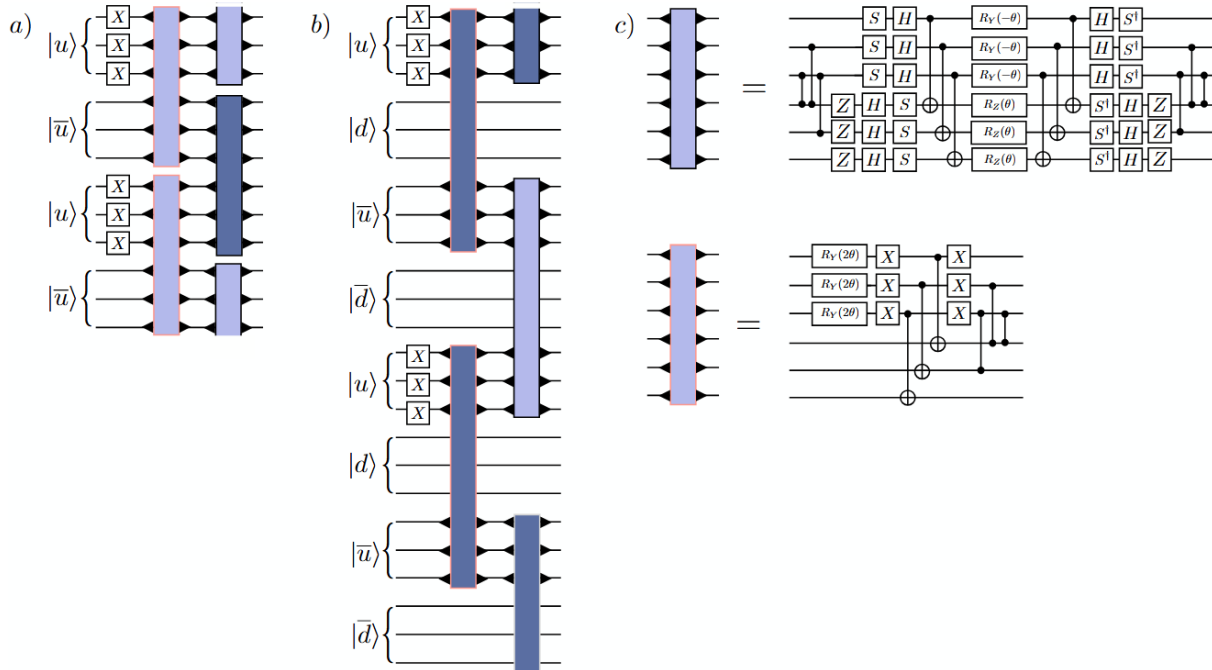 a)
|u⟩ X
X
X
|u̅⟩
|u⟩ X
X
X
|u̅⟩
b)
|u⟩ X
X
X
|d⟩
|u̅⟩
|d̅⟩
|u⟩ X
X
X
|d⟩
|u̅⟩
|d̅⟩
c)
= S H R_Y(−θ) H S†
S H R_Y(−θ) H S†
S H R_Y(−θ) H S†
Z H S R_Z(θ) S† H Z
Z H S R_Z(θ) S† H Z
Z H S R_Z(θ) S† H Z
= R_Y(2θ) X X
R_Y(2θ) X X
R_Y(2θ) X X